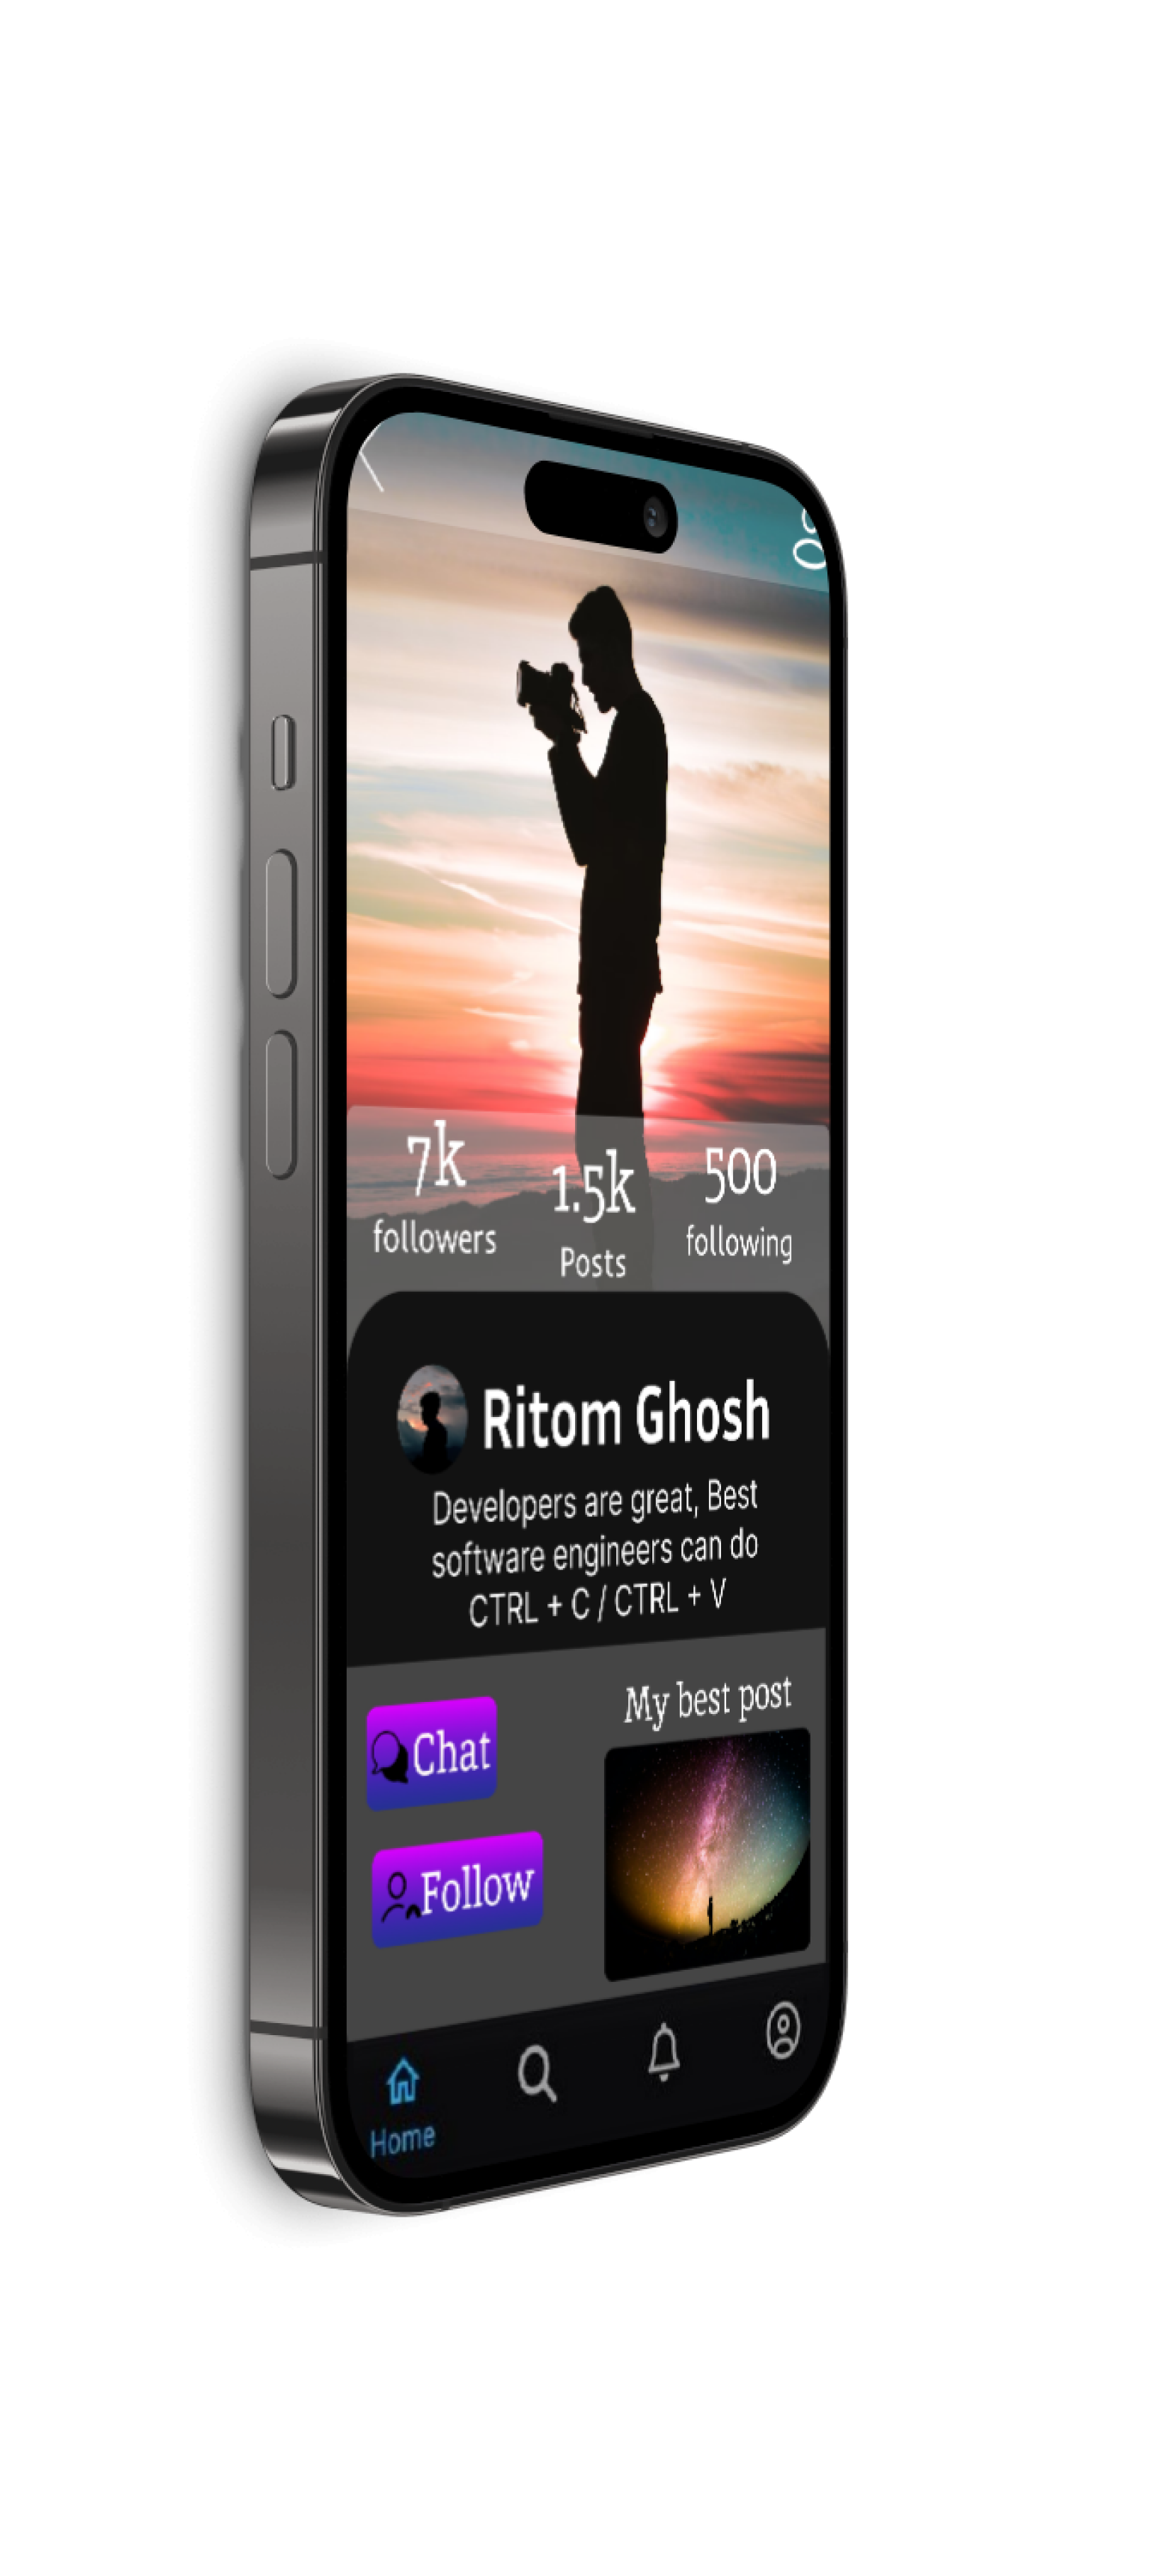 7k
1.5k
500
followers
Posts
following
Ritom Ghosh
Developers are great, Best
software engineers can do
CTRL + C / CTRL + V
My best post
Chat
Follow
Home